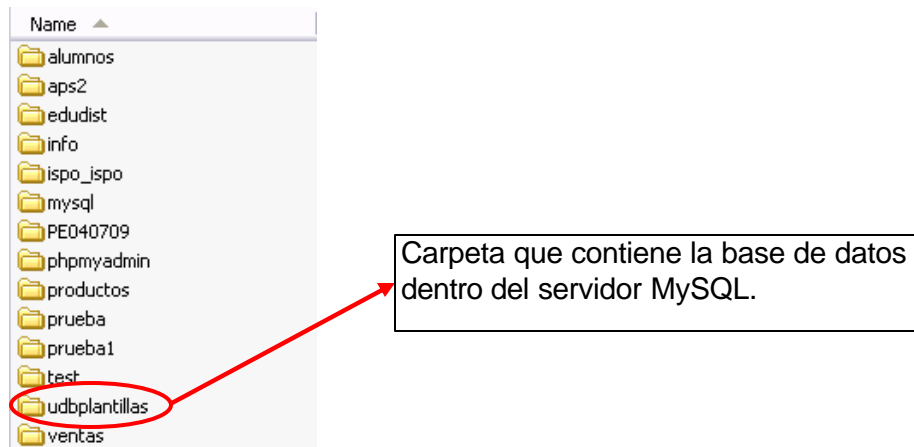 Name
alumnos
aps2
edudist
info
ispo_ispo
mysql
PE040709
phpmyadmin
productos
prueba
prueba1
test
udbplantillas
ventas
Carpeta que contiene la base de datos
dentro del servidor MySQL.